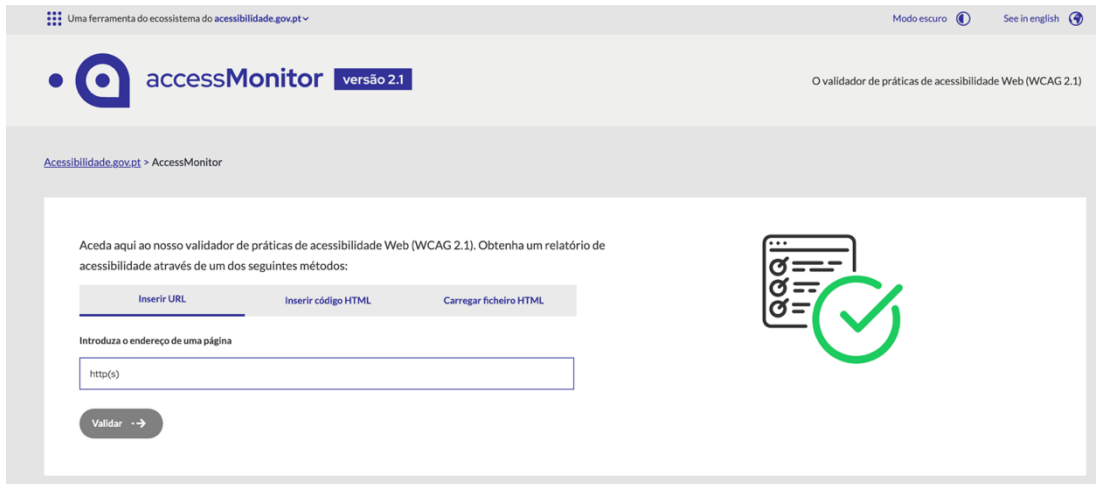 Uma ferramenta do ecossistema do acessibilidade.gov.pt
Modo escuro
See in english
accessMonitor versão 2.1
O validador de práticas de acessibilidade Web (WCAG 2.1)
Acessibilidade.gov.pt > AccessMonitor
Aceda aqui ao nosso validador de práticas de acessibilidade Web (WCAG 2.1). Obtenha um relatório de
acessibilidade através de um dos seguintes métodos:
Inserir URL
Inserir código HTML
Carregar ficheiro HTML
Introduza o endereço de uma página
http(s)
Validar